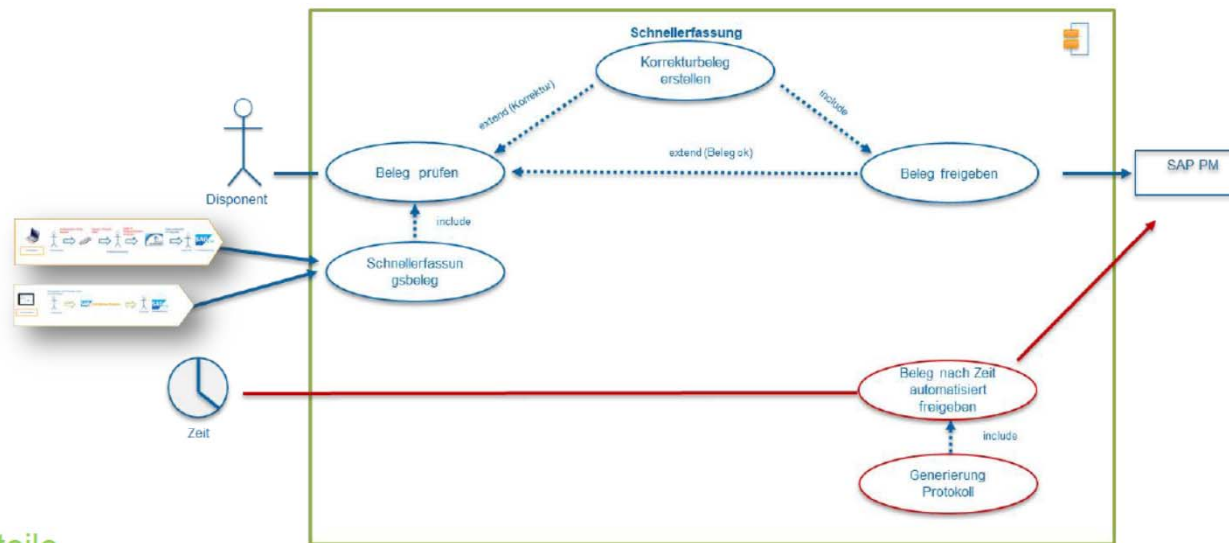 Schnellerfassung
Korrekturbeleg
erstellen
extend (Korrektur)
include
extend (Beleg ok)
Beleg prüfen
Beleg freigeben
SAP PM
Disponent
include
Schnellerfassun
gsbeleg
Beleg nach Zeit
automatisiert
freigeben
Zeit
include
Generierung
Protokoll